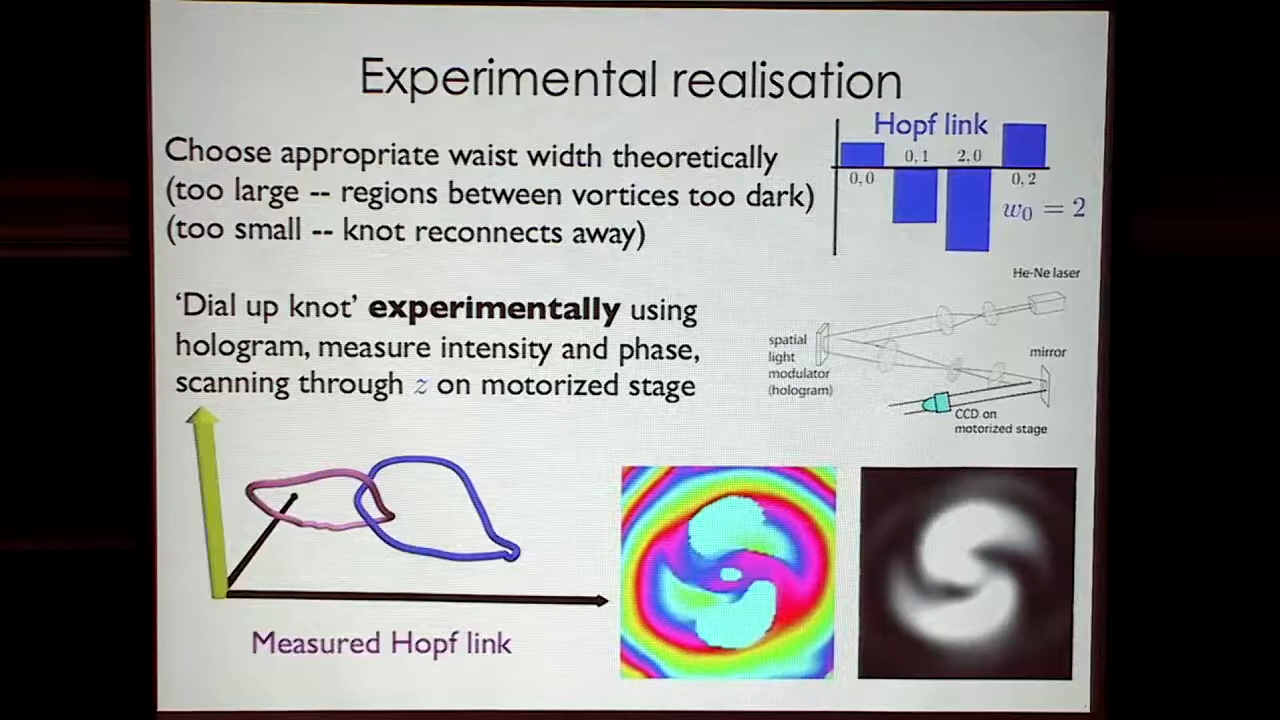 Experimental realisation
Choose appropriate waist width theoretically
(too large -- regions between vortices too dark)
(too small -- knot reconnects away)
Hopf link
0, 1
2, 0
0, 0
0, 2
w₀ = 2
'Dial up knot' experimentally using
hologram, measure intensity and phase,
scanning through z on motorized stage
He-Ne laser
spatial
light
modulator
(hologram)
mirror
CCD on
motorized stage
Measured Hopf link